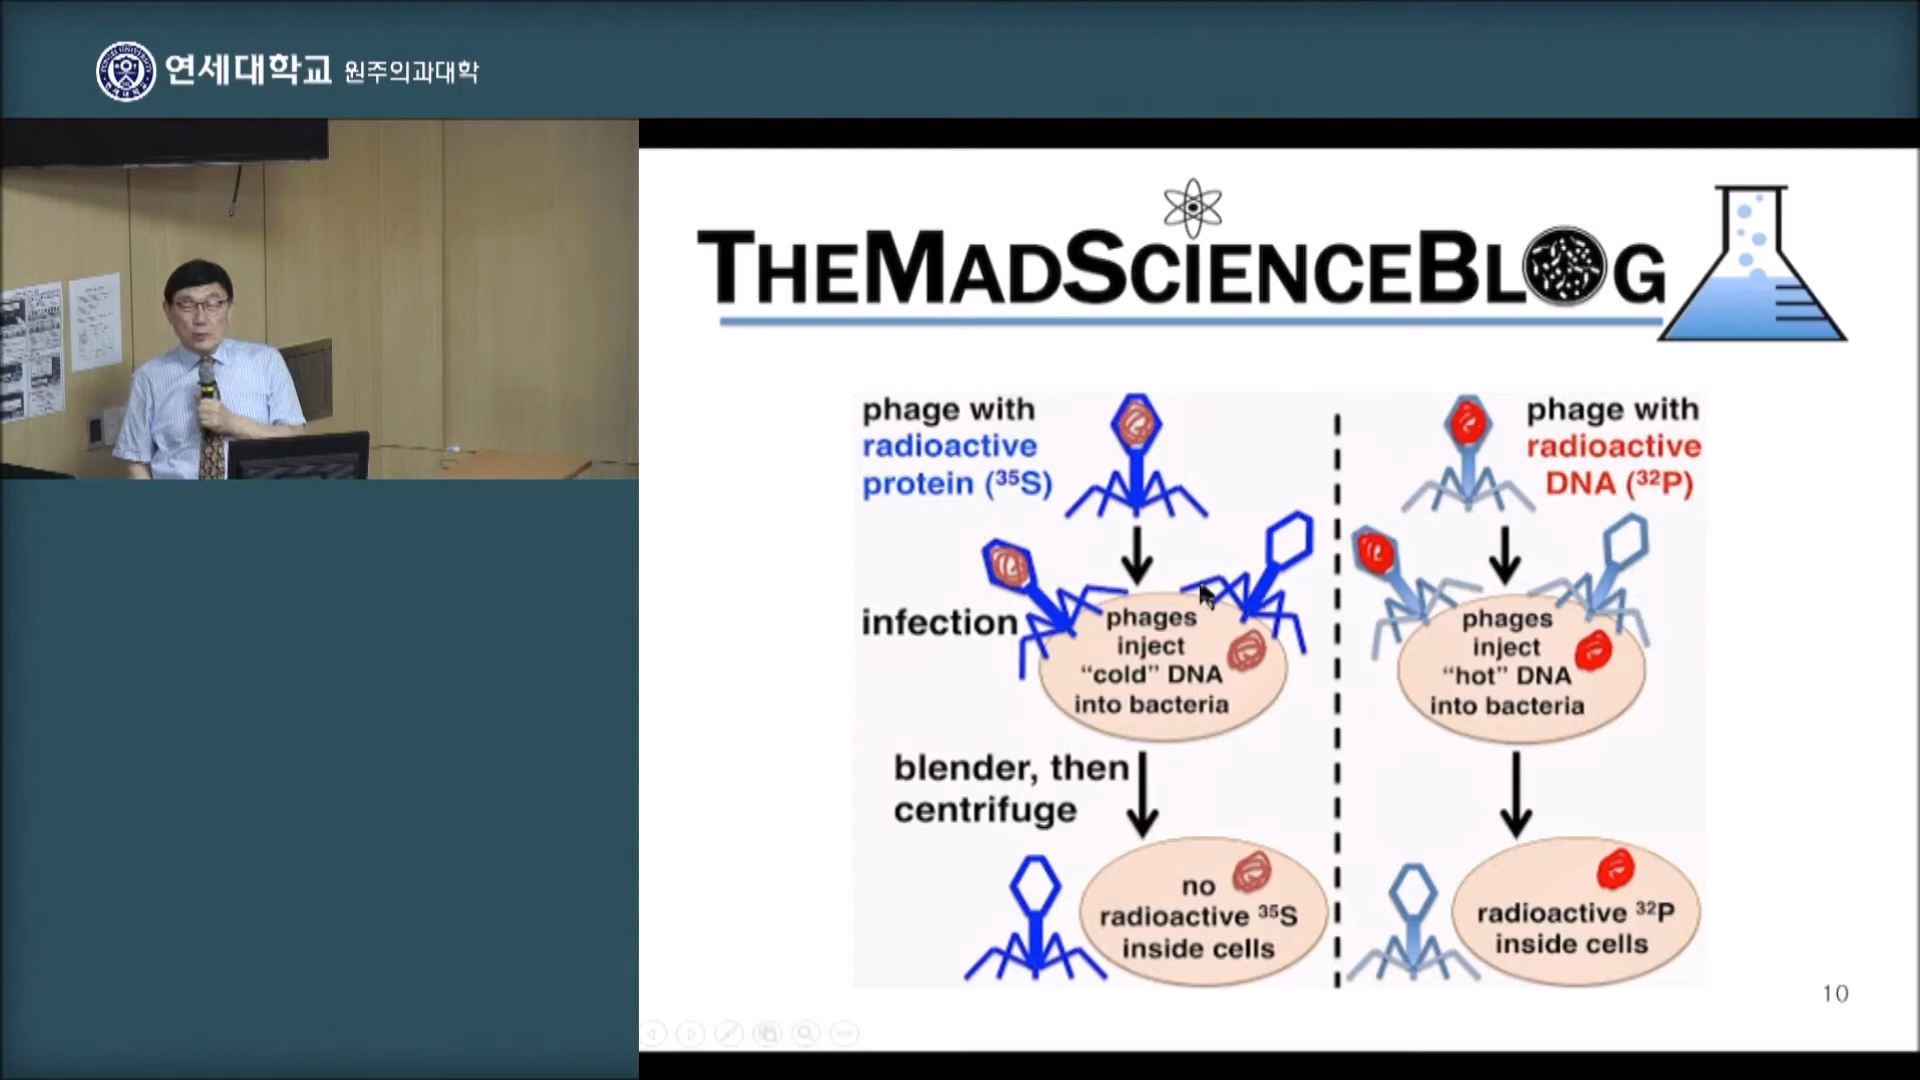 연세대학교 원주의과대학
THEMADSCIENCEBLOG
phage with
radioactive
protein (³⁵S)
phage with
radioactive
DNA (³²P)
infection
phages
inject
“cold” DNA
into bacteria
phages
inject
“hot” DNA
into bacteria
blender, then
centrifuge
no
radioactive ³⁵S
inside cells
radioactive ³²P
inside cells
10